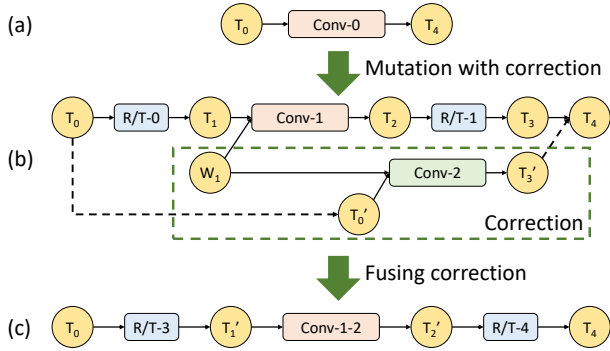 (a) T₀ Conv-0 T₄
Mutation with correction
T₀ R/T-0 T₁ Conv-1 T₂ R/T-1 T₃ T₄
(b) W₁ Conv-2 T₃'
T₀' Correction
Fusing correction
(c) T₀ R/T-3 T₁' Conv-1-2 T₂' R/T-4 T₄